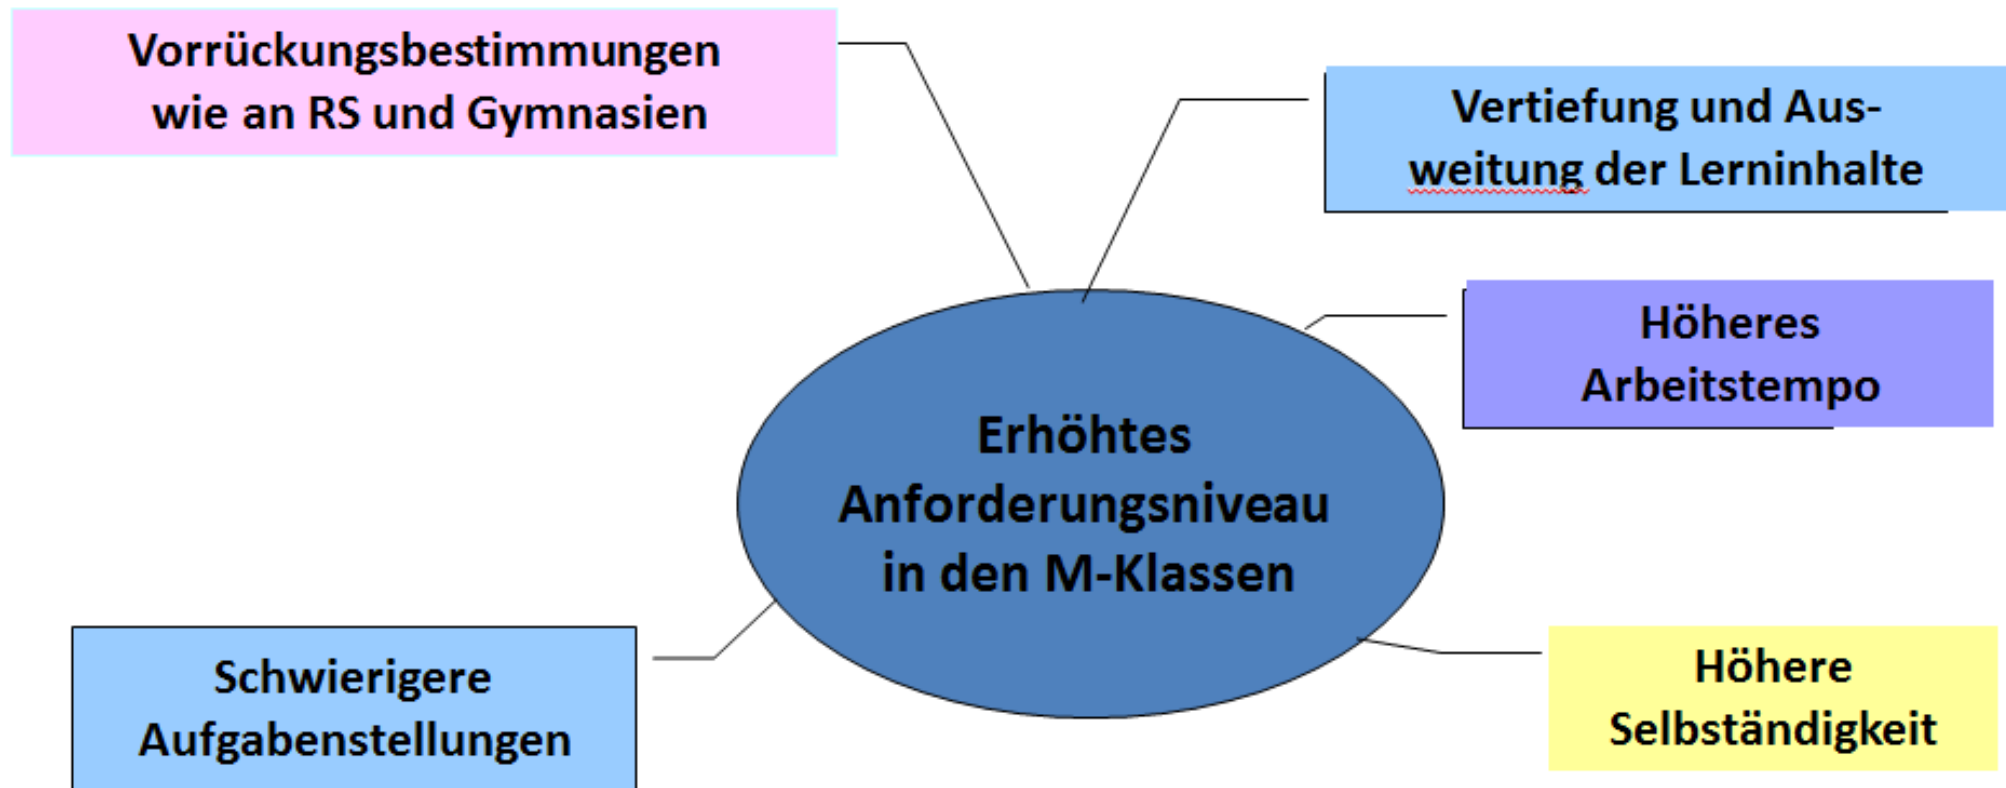 Vorrückungsbestimmungen
wie an RS und Gymnasien
Vertiefung und Aus-
weitung der Lerninhalte
Höheres
Arbeitstempo
Erhöhtes
Anforderungsniveau
in den M-Klassen
Schwierigere
Aufgabenstellungen
Höhere
Selbständigkeit